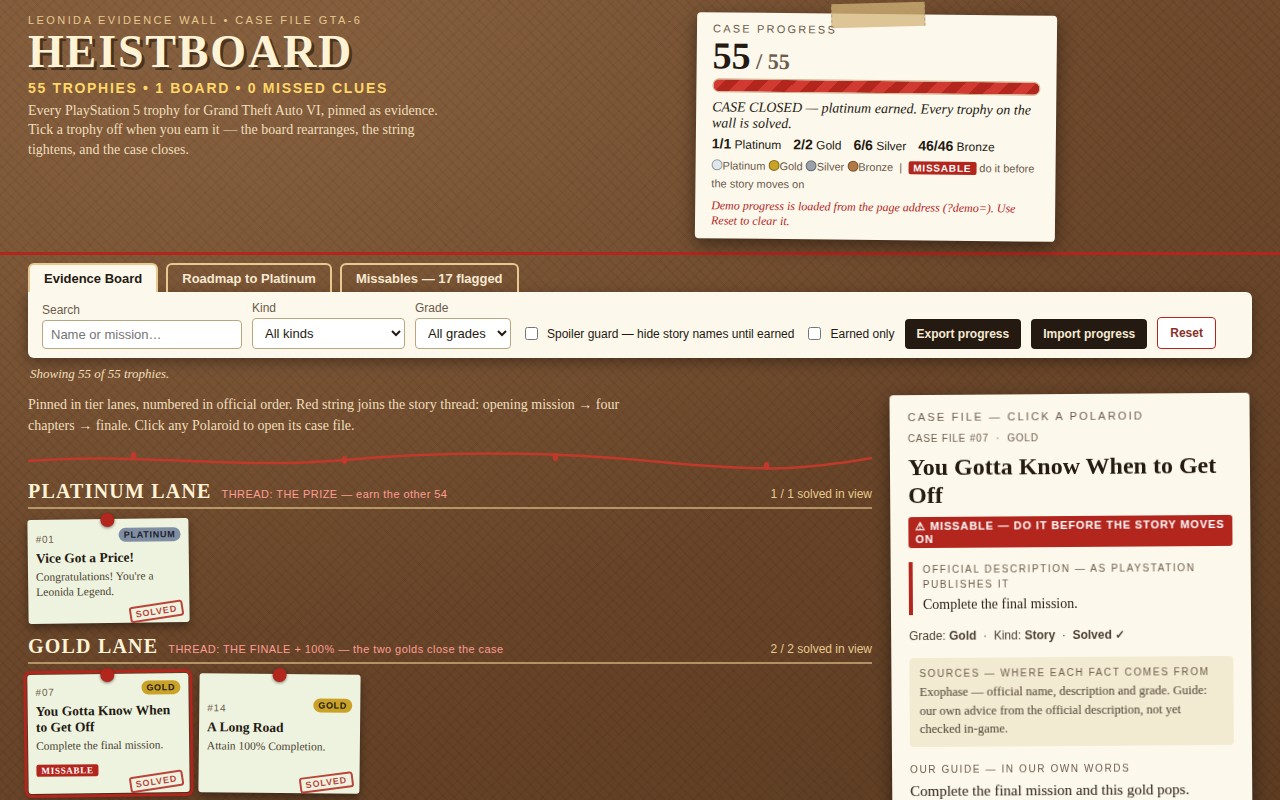 LEONIDA EVIDENCE WALL • CASE FILE GTA-6
HEISTBOARD
55 TROPHIES • 1 BOARD • 0 MISSED CLUES
Every PlayStation 5 trophy for Grand Theft Auto VI, pinned as evidence.
Tick a trophy off when you earn it — the board rearranges, the string
tightens, and the case closes.
CASE PROGRESS
55 / 55
CASE CLOSED — platinum earned. Every trophy on the
wall is solved.
1/1 Platinum 2/2 Gold 6/6 Silver 46/46 Bronze
Platinum Gold Silver Bronze | MISSABLE do it before
the story moves on
Demo progress is loaded from the page address (?demo=). Use
Reset to clear it.
Evidence Board
Roadmap to Platinum
Missables — 17 flagged
Search
Kind
Grade
Name or mission…
All kinds
All grades
Spoiler guard — hide story names until earned
Earned only
Export progress
Import progress
Reset
Showing 55 of 55 trophies.
Pinned in tier lanes, numbered in official order. Red string joins the story thread: opening mission → four
chapters → finale. Click any Polaroid to open its case file.
PLATINUM LANE THREAD: THE PRIZE — earn the other 54 1 / 1 solved in view
#01 PLATINUM
Vice Got a Price!
Congratulations! You're a
Leonida Legend.
SOLVED
GOLD LANE THREAD: THE FINALE + 100% — the two golds close the case 2 / 2 solved in view
#07 GOLD
You Gotta Know When
to Get Off
Complete the final mission.
MISSABLE
SOLVED
#14 GOLD
A Long Road
Attain 100% Completion.
SOLVED
CASE FILE — CLICK A POLAROID
CASE FILE #07 · GOLD
You Gotta Know When to Get
Off
⚠ MISSABLE — DO IT BEFORE THE STORY MOVES
ON
OFFICIAL DESCRIPTION — AS PLAYSTATION
PUBLISHES IT
Complete the final mission.
Grade: Gold · Kind: Story · Solved ✓
SOURCES — WHERE EACH FACT COMES FROM
Exophase — official name, description and grade. Guide:
our own advice from the official description, not yet
checked in-game.
OUR GUIDE — IN OUR OWN WORDS
Complete the final mission and this gold pops.